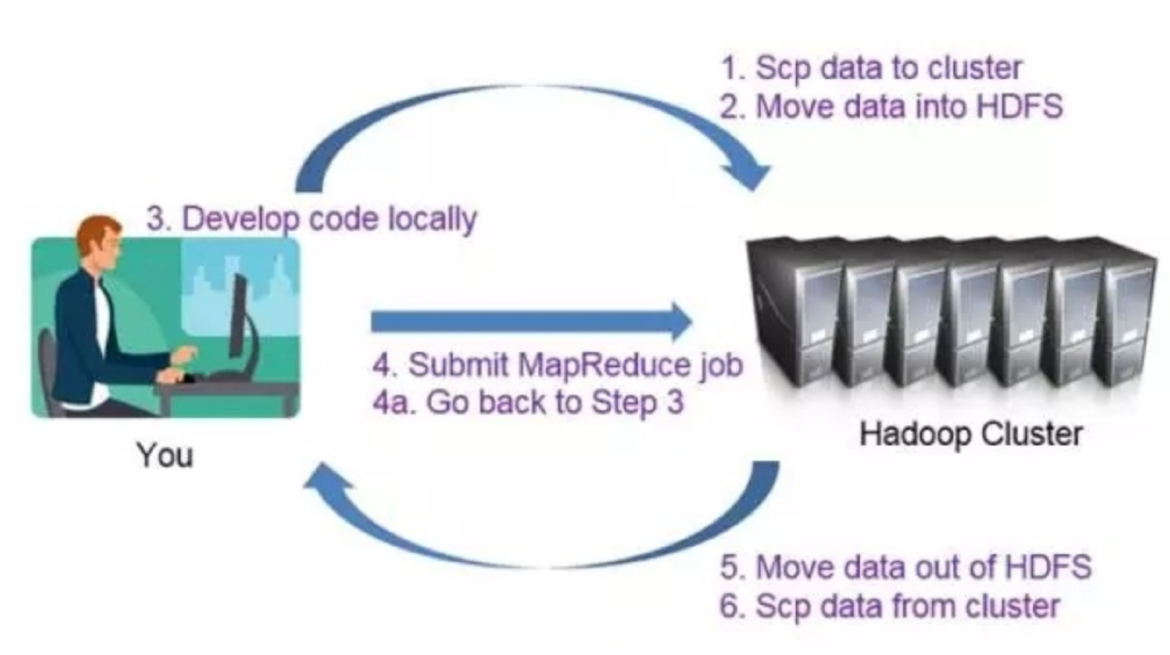 1. Scp data to cluster
2. Move data into HDFS
3. Develop code locally
4. Submit MapReduce job
4a. Go back to Step 3
Hadoop Cluster
You
5. Move data out of HDFS
6. Scp data from cluster